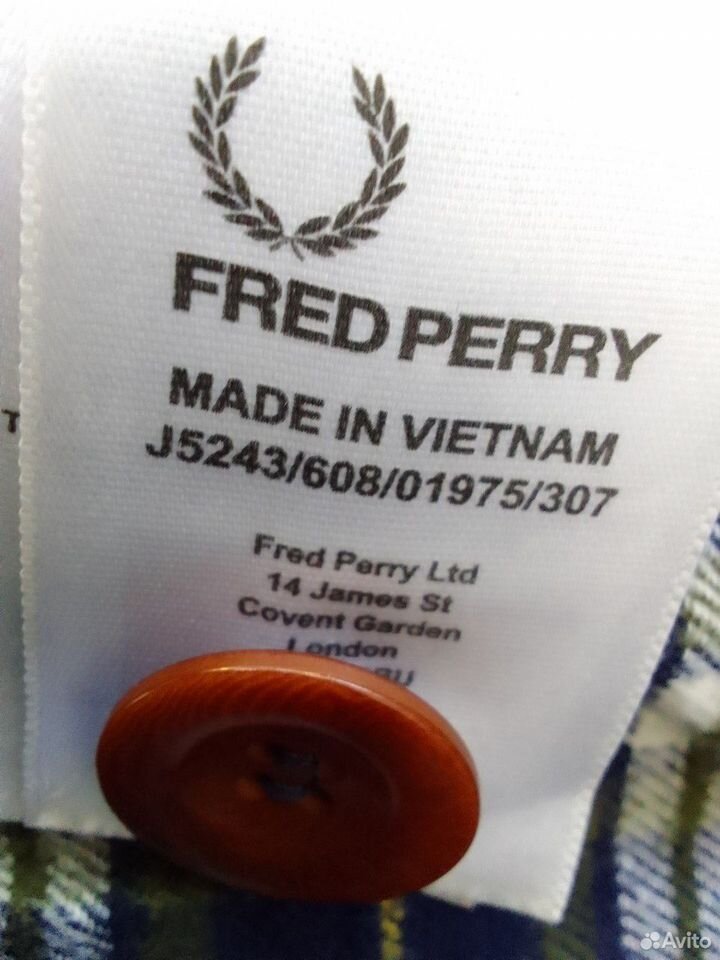 FRED PERRY
MADE IN VIETNAM
J5243/608/01975/307
Fred Perry Ltd
14 James St
Covent Garden
London
T
Avito